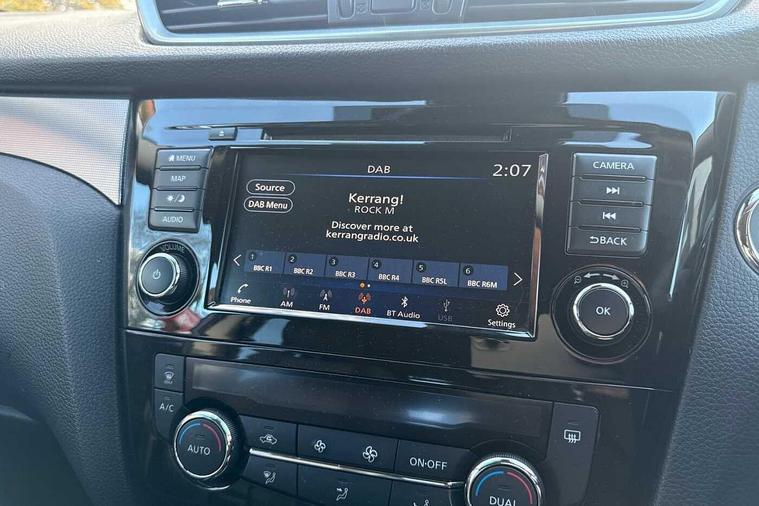 DAB
2:07
MENU
MAP
AUDIO
VOLUME
Source
DAB Menu
Kerrang!
ROCK M
Discover more at
kerrangradio.co.uk
1 2 3 4 5 6
BBC R1 BBC R2 BBC R3 BBC R4 BBC R5L BBC R6M
Phone AM FM DAB BT Audio USB Settings
CAMERA
BACK
OK
A/C
AUTO
ON·OFF
DUAL